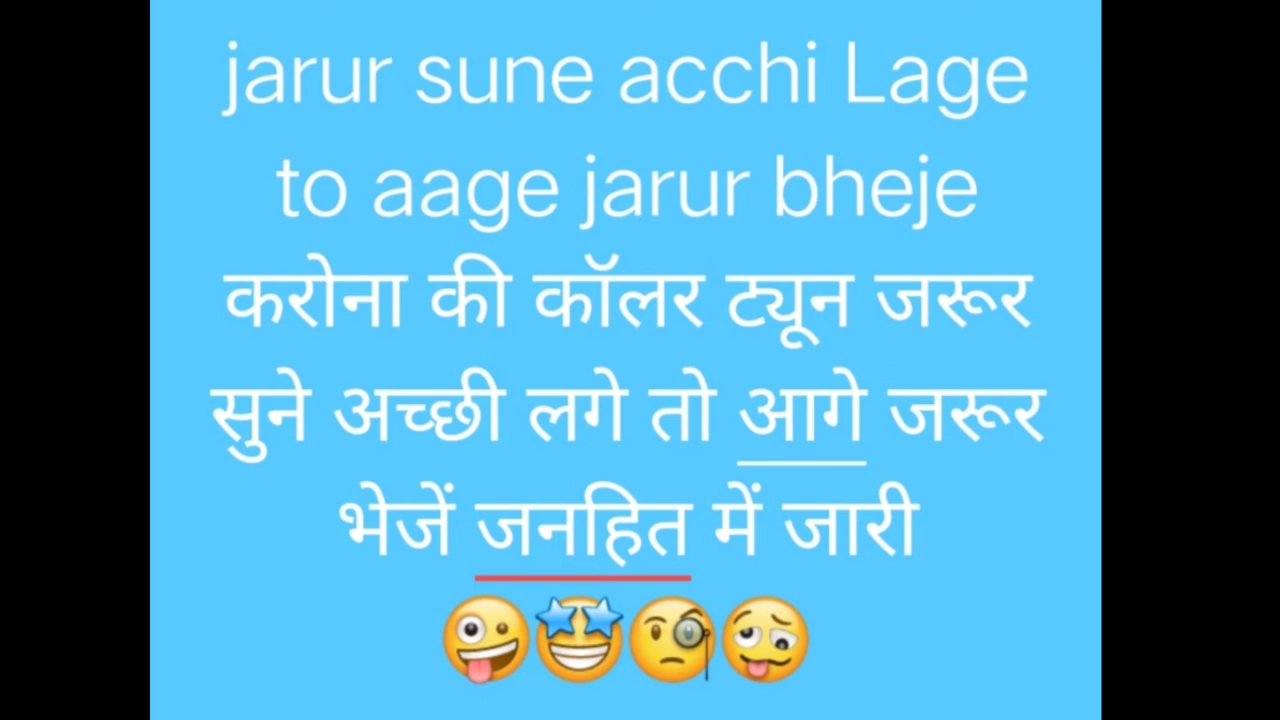 jarur sune acchi Lage
to aage jarur bheje
करोना की कॉलर ट्यून जरूर
सुने अच्छी लगे तो आगे जरूर
भेजें जनहित में जारी
🤪🤩🧐🥴